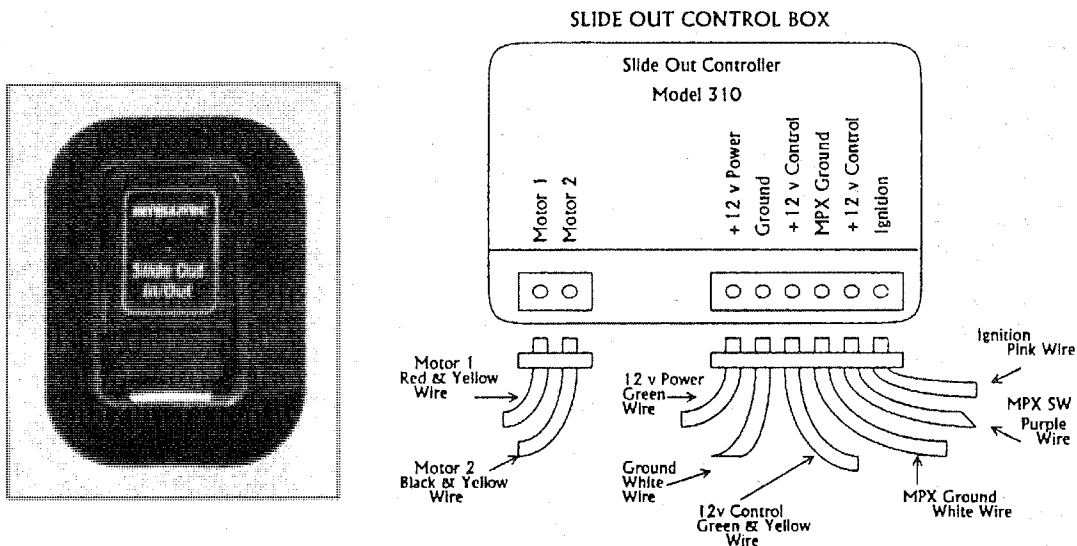 SLIDE OUT CONTROL BOX
Slide Out Controller
Model 310
Motor 1
Motor 2
+ 12 v Power
Ground
+ 12 v Control
MPX Ground
+ 12 v Control
Ignition
Slide Out
In/Out
Motor 1
Red & Yellow
Wire
Motor 2
Black & Yellow
Wire
12 v Power
Green
Wire
Ground
White
Wire
12v Control
Green & Yellow
Wire
Ignition
Pink Wire
MPX SW
Purple
Wire
MPX Ground
White Wire